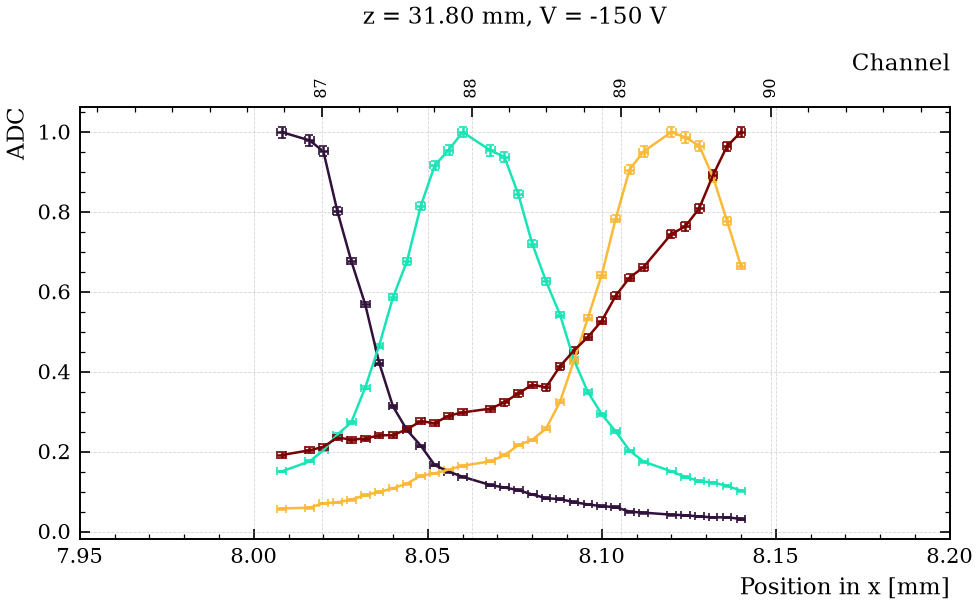 z = 31.80 mm, V = -150 V
Channel
87 88 89 90
ADC
1.0
0.8
0.6
0.4
0.2
0.0
7.95 8.00 8.05 8.10 8.15 8.20
Position in x [mm]